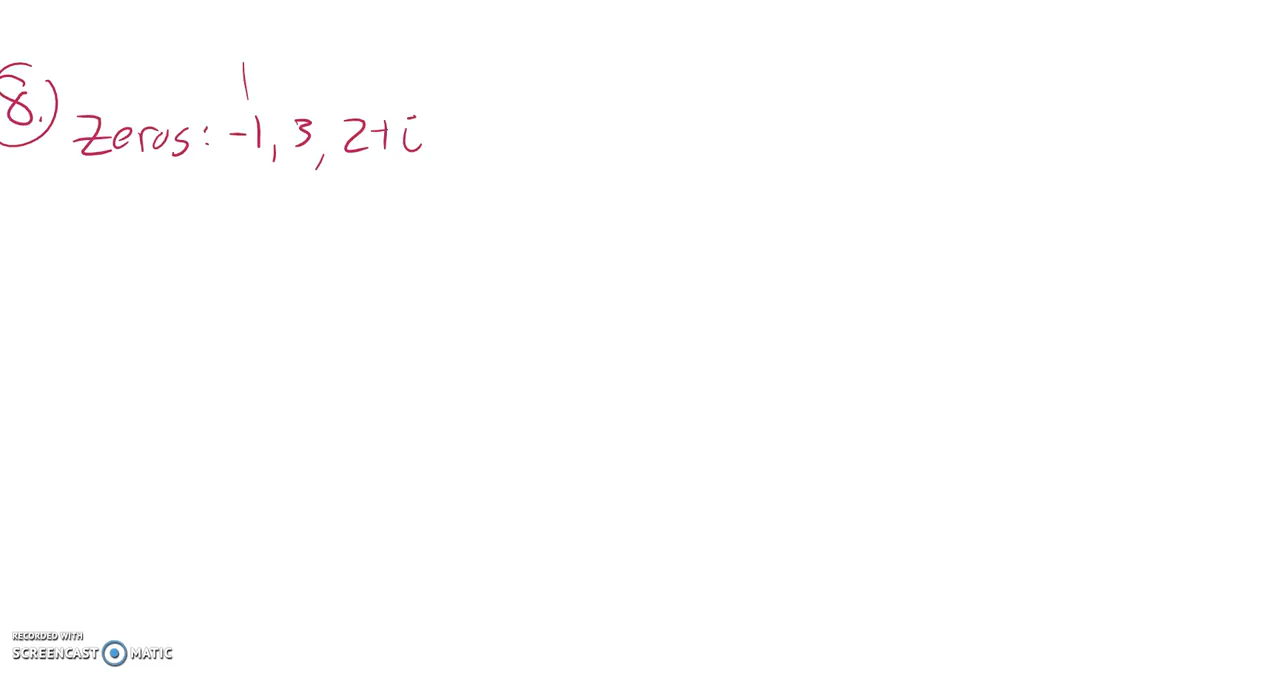 8.)
Zeros: -1, 3, 2+i
RECORDED WITH
SCREENCAST MATIC